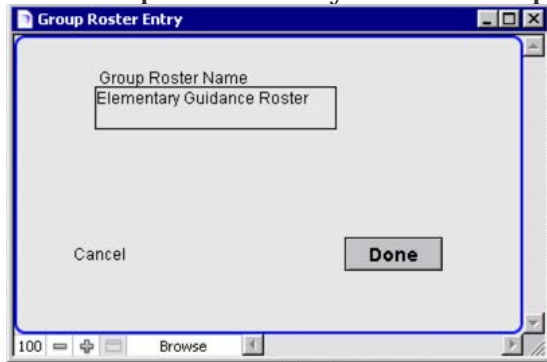 Group Roster Entry
Group Roster Name
Elementary Guidance Roster
Cancel
Done
100
Browse